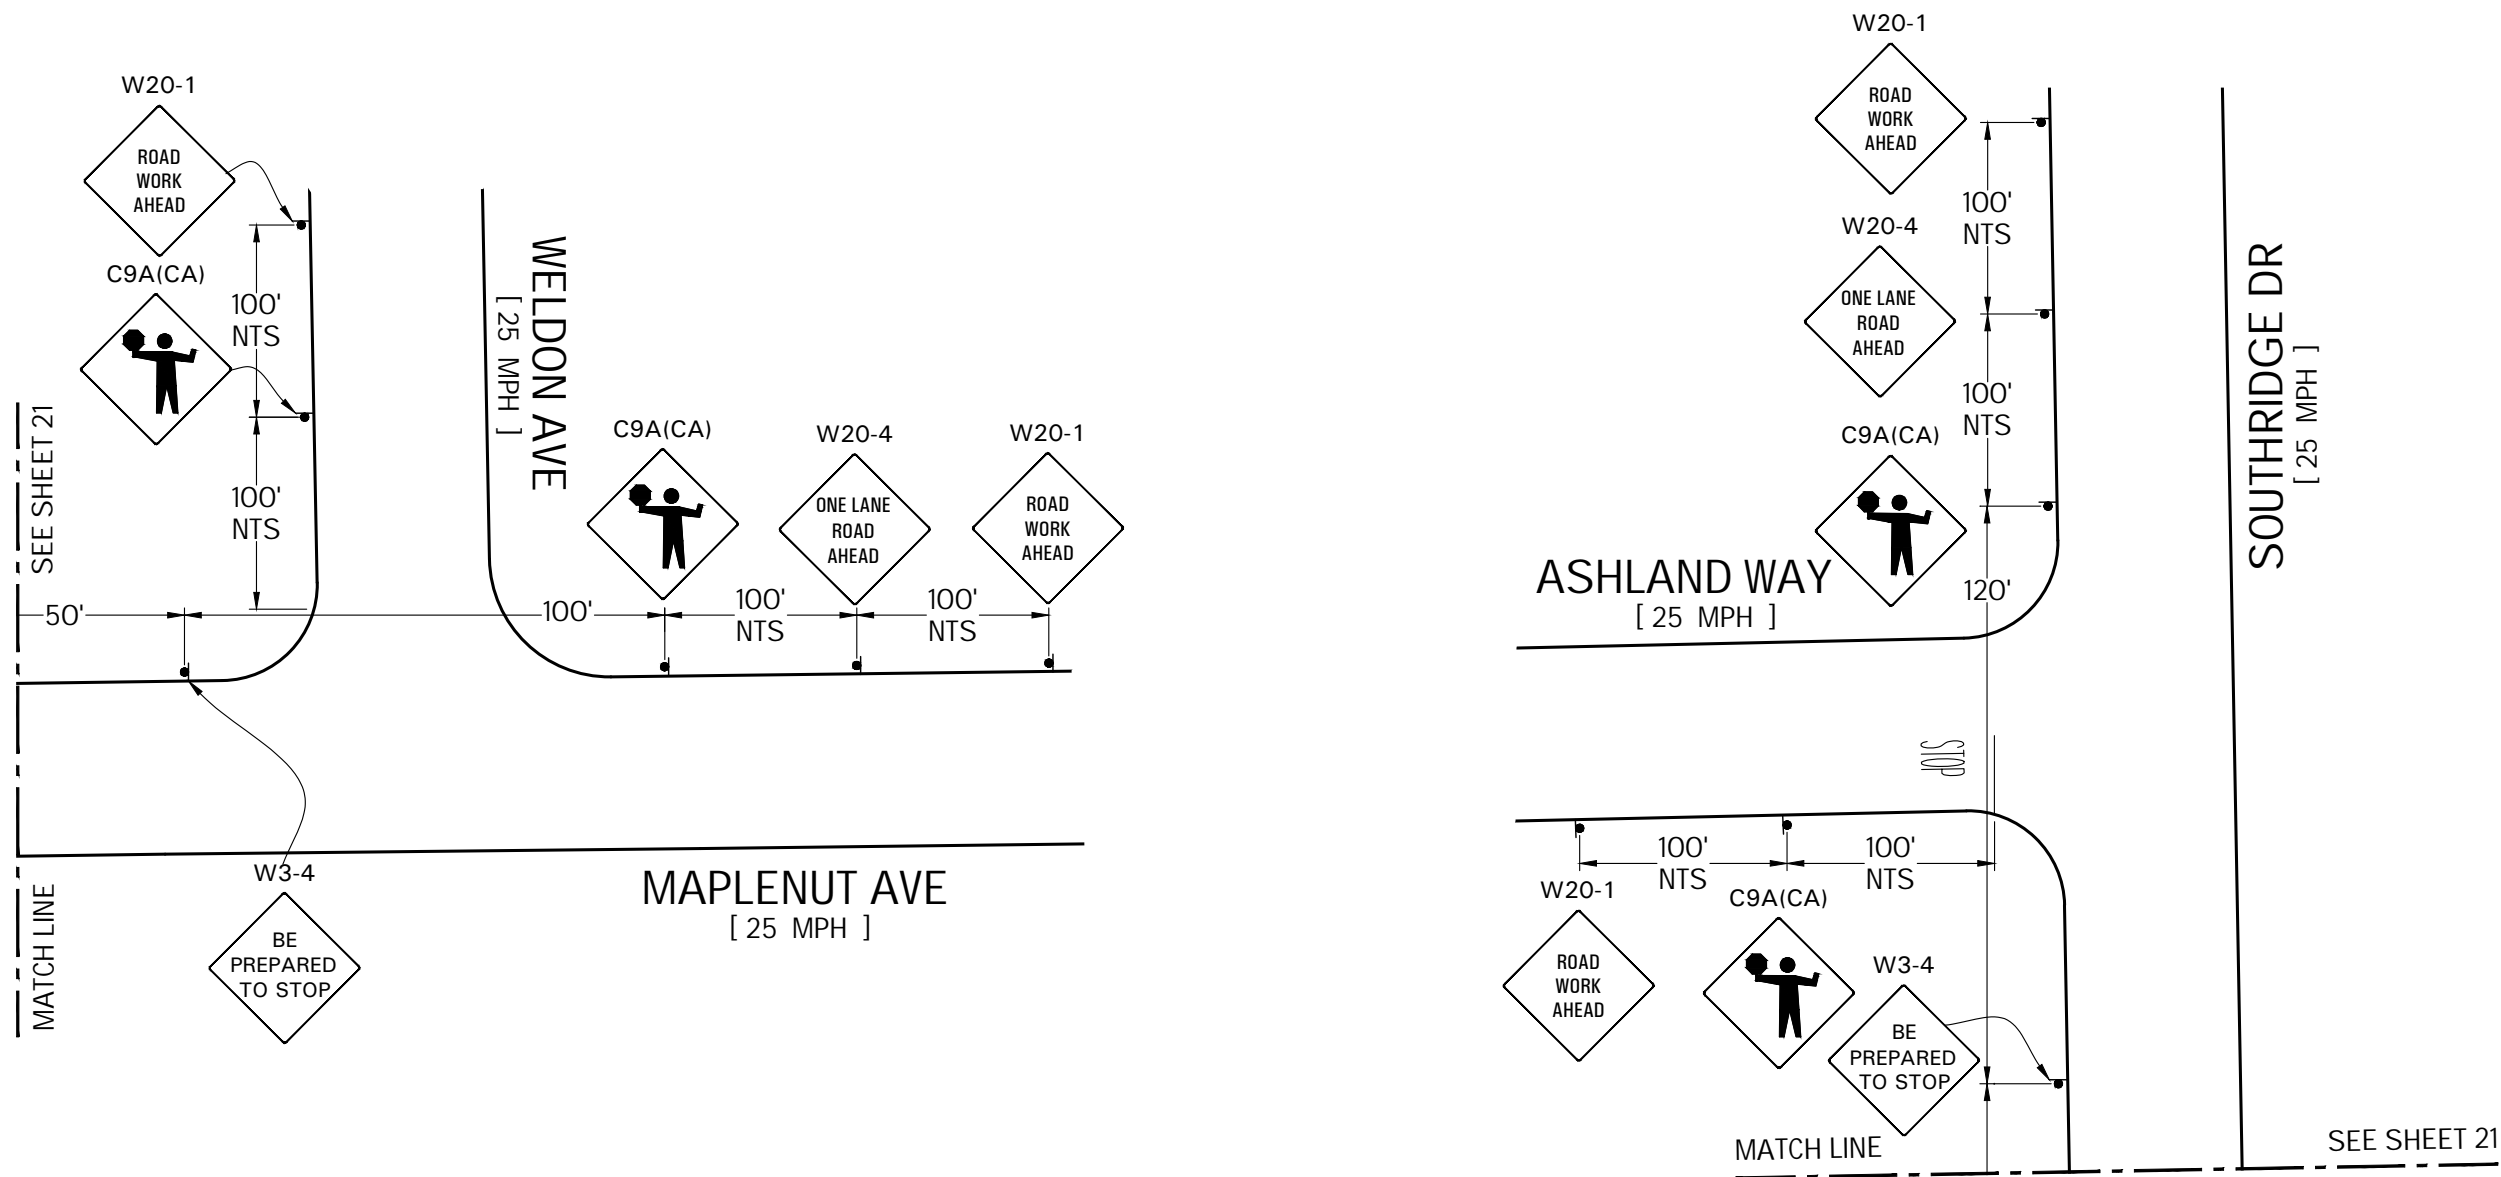 W20-1
ROAD
WORK
AHEAD
C9A(CA)
100'
NTS
100'
NTS
SEE SHEET 21
50'
WELDON AVE
[ 25 MPH ]
100'
C9A(CA)
W20-4
ONE LANE
ROAD
AHEAD
W20-1
ROAD
WORK
AHEAD
100'
NTS
100'
NTS
MATCH LINE
W3-4
BE
PREPARED
TO STOP
MAPLENUT AVE
[ 25 MPH ]
W20-1
ROAD
WORK
AHEAD
100'
NTS
W20-4
ONE LANE
ROAD
AHEAD
100'
NTS
C9A(CA)
SOUTHRIDGE DR
[ 25 MPH ]
ASHLAND WAY
[ 25 MPH ]
120'
STOP
100'
NTS
100'
NTS
W20-1
ROAD
WORK
AHEAD
C9A(CA)
W3-4
BE
PREPARED
TO STOP
MATCH LINE
SEE SHEET 21